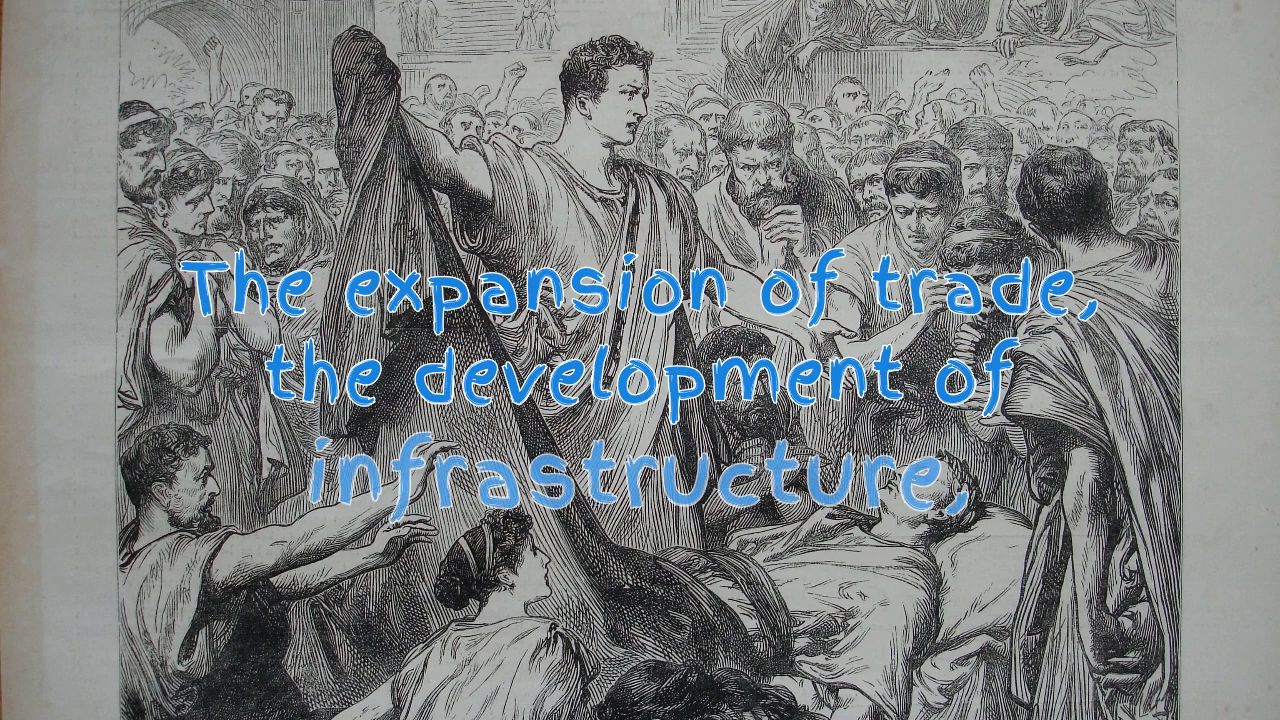 The expansion of trade,
the development of
infrastructure,